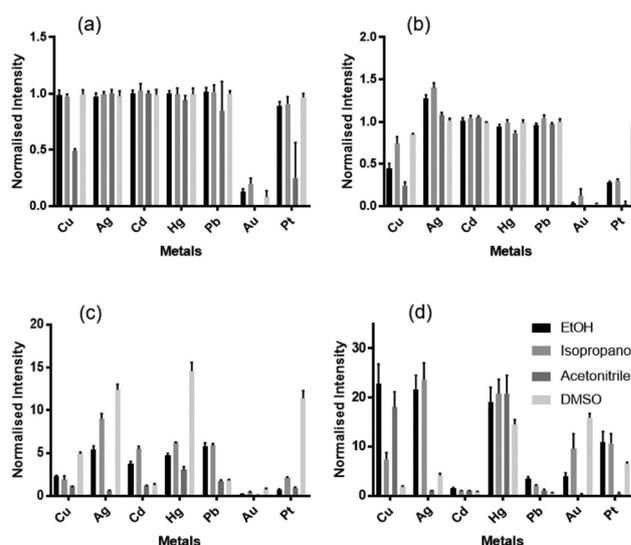 (a)
Normalised Intensity
1.5
1.0
0.5
0.0
Cu Ag Cd Hg Pb Au Pt
Metals
(b)
Normalised Intensity
2.0
1.5
1.0
0.5
0.0
Cu Ag Cd Hg Pb Au Pt
Metals
(c)
Normalised Intensity
20
15
10
5
0
Cu Ag Cd Hg Pb Au Pt
Metals
(d)
Normalised Intensity
30
20
10
0
Cu Ag Cd Hg Pb Au Pt
Metals
EtOH
Isopropano
Acetonitrile
DMSO